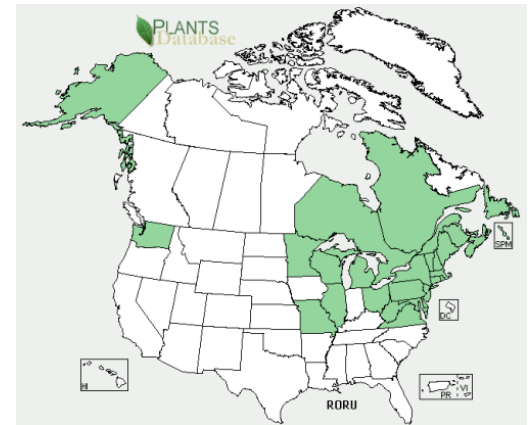 PLANTS
Database
SPM
DC
HI
PR
VI
RORU